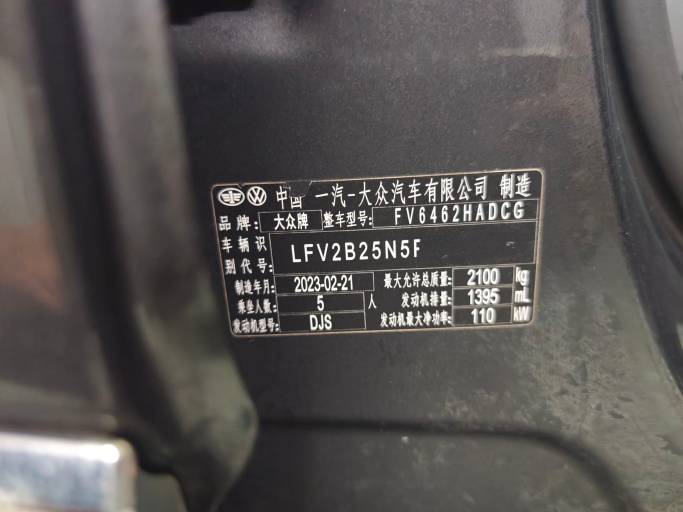 中国 一汽-大众汽车有限公司 制造
品牌: 大众牌 整车型号: FV6462HADCG
车辆识别代号: LFV2B25N5F
制造年月: 2023-02-21 最大允许总质量: 2100 kg
乘坐人数: 5 人 发动机排量: 1395 mL
发动机型号: DJS 发动机最大净功率: 110 kW